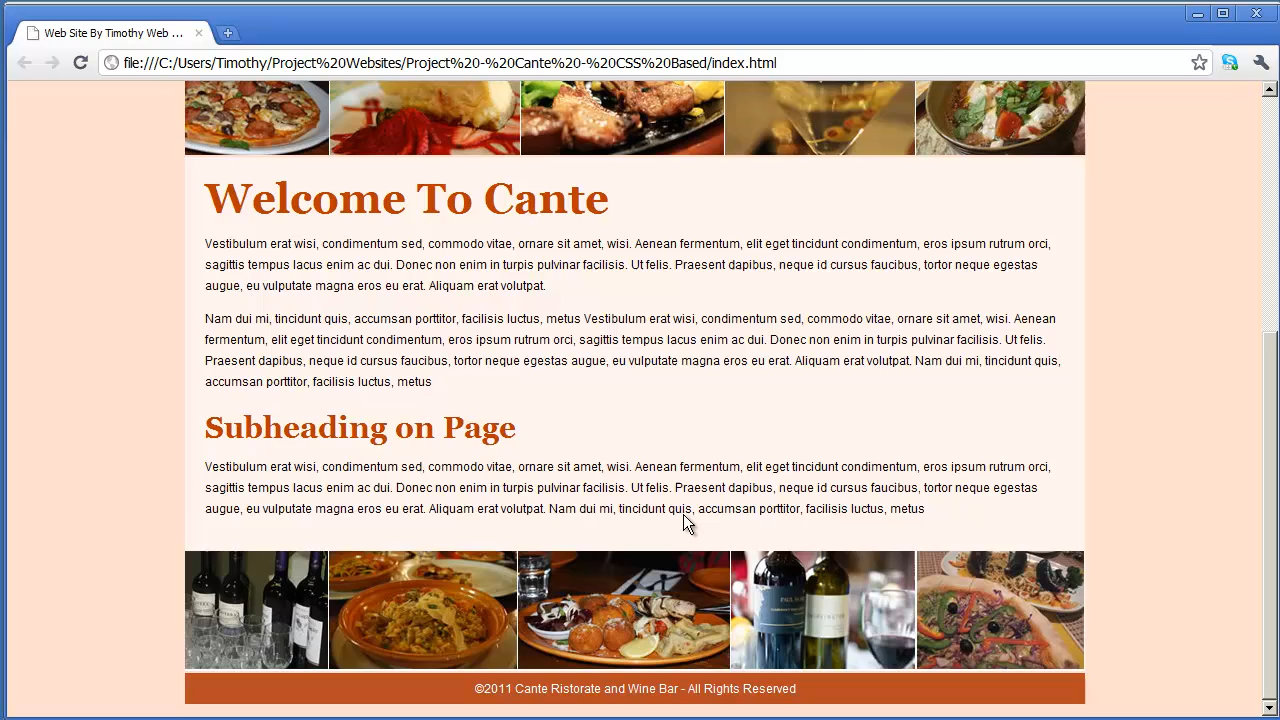 Web Site By Timothy Web ...
file:///C:/Users/Timothy/Project%20Websites/Project%20-%20Cante%20-%20CSS%20Based/index.html
Welcome To Cante
Vestibulum erat wisi, condimentum sed, commodo vitae, ornare sit amet, wisi. Aenean fermentum, elit eget tincidunt condimentum, eros ipsum rutrum orci,
sagittis tempus lacus enim ac dui. Donec non enim in turpis pulvinar facilisis. Ut felis. Praesent dapibus, neque id cursus faucibus, tortor neque egestas
augue, eu vulputate magna eros eu erat. Aliquam erat volutpat.
Nam dui mi, tincidunt quis, accumsan porttitor, facilisis luctus, metus Vestibulum erat wisi, condimentum sed, commodo vitae, ornare sit amet, wisi. Aenean
fermentum, elit eget tincidunt condimentum, eros ipsum rutrum orci, sagittis tempus lacus enim ac dui. Donec non enim in turpis pulvinar facilisis. Ut felis.
Praesent dapibus, neque id cursus faucibus, tortor neque egestas augue, eu vulputate magna eros eu erat. Aliquam erat volutpat. Nam dui mi, tincidunt quis,
accumsan porttitor, facilisis luctus, metus
Subheading on Page
Vestibulum erat wisi, condimentum sed, commodo vitae, ornare sit amet, wisi. Aenean fermentum, elit eget tincidunt condimentum, eros ipsum rutrum orci,
sagittis tempus lacus enim ac dui. Donec non enim in turpis pulvinar facilisis. Ut felis. Praesent dapibus, neque id cursus faucibus, tortor neque egestas
augue, eu vulputate magna eros eu erat. Aliquam erat volutpat. Nam dui mi, tincidunt quis, accumsan porttitor, facilisis luctus, metus
©2011 Cante Ristorate and Wine Bar - All Rights Reserved